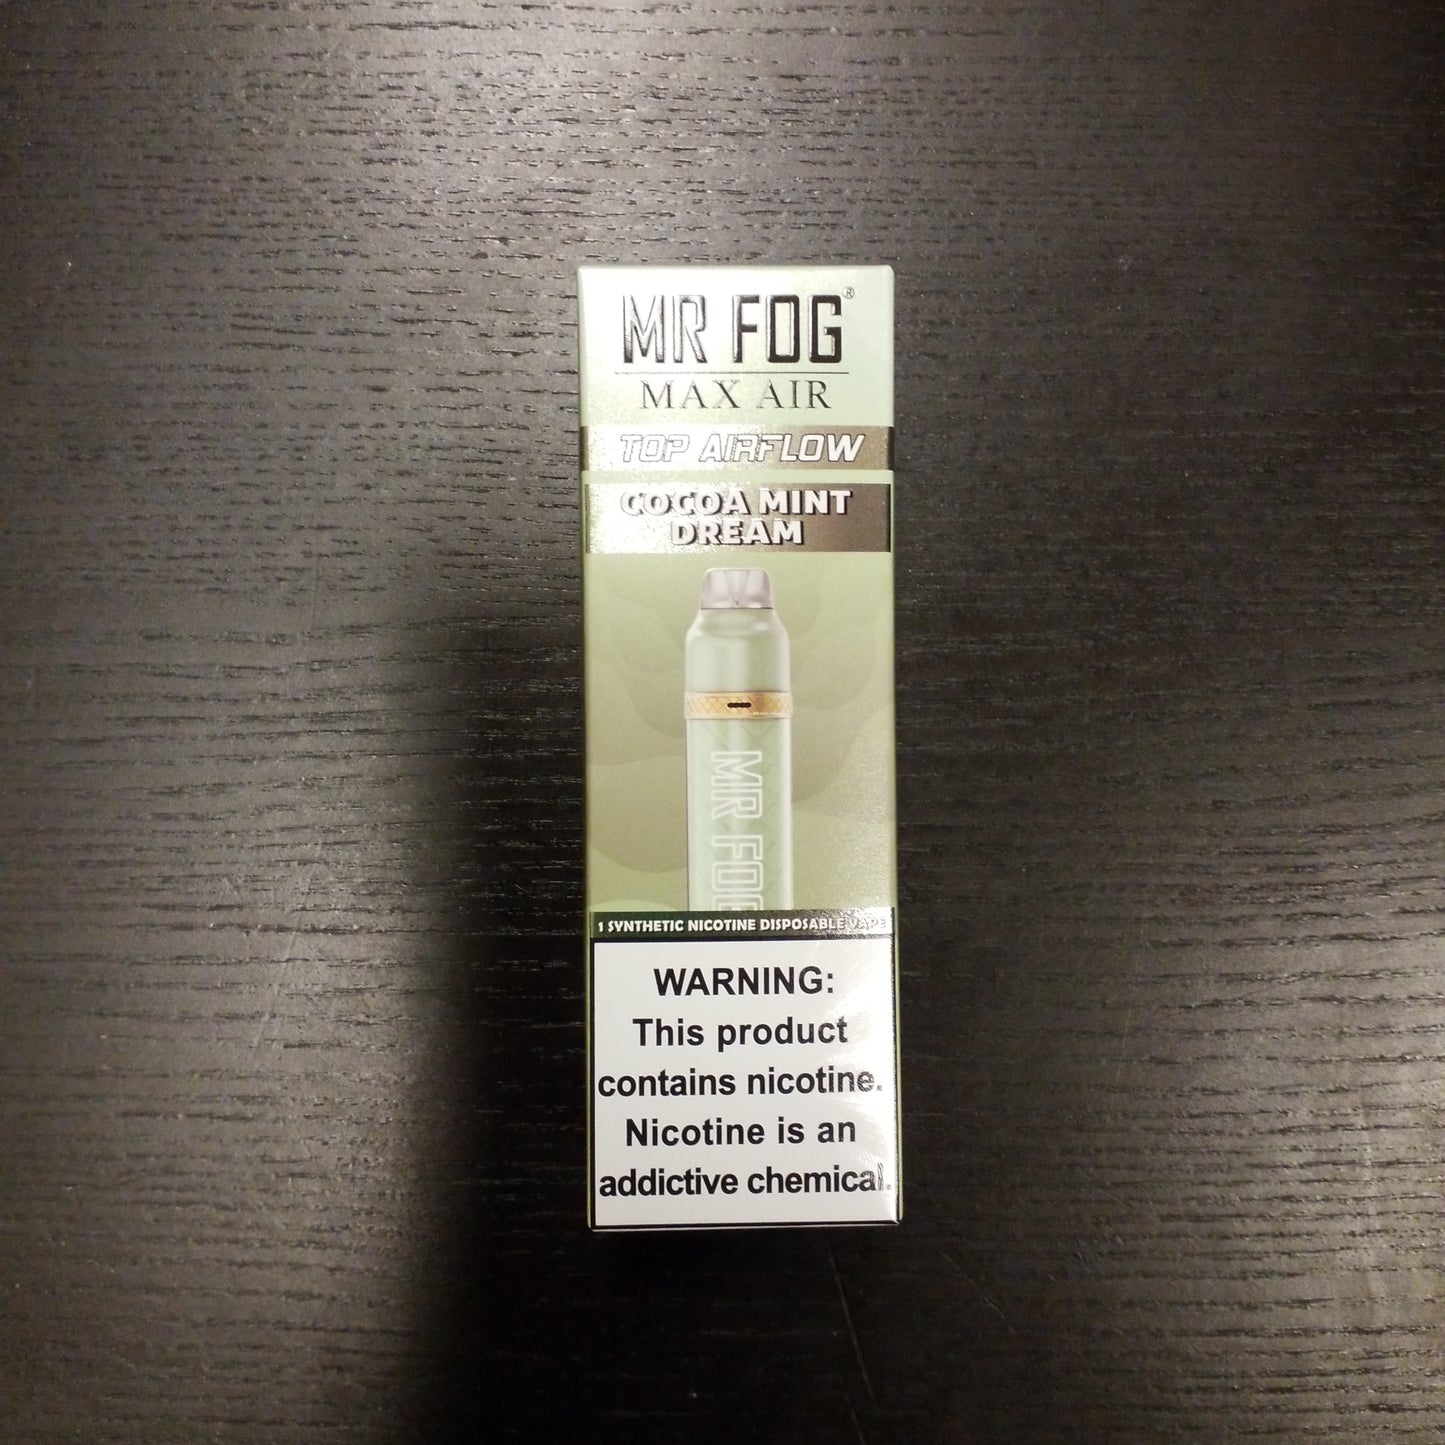 MR FOG®
MAX AIR
TOP AIRFLOW
COCOA MINT
DREAM
MR FOG
1 SYNTHETIC NICOTINE DISPOSABLE VAPE
WARNING:
This product
contains nicotine.
Nicotine is an
addictive chemical.